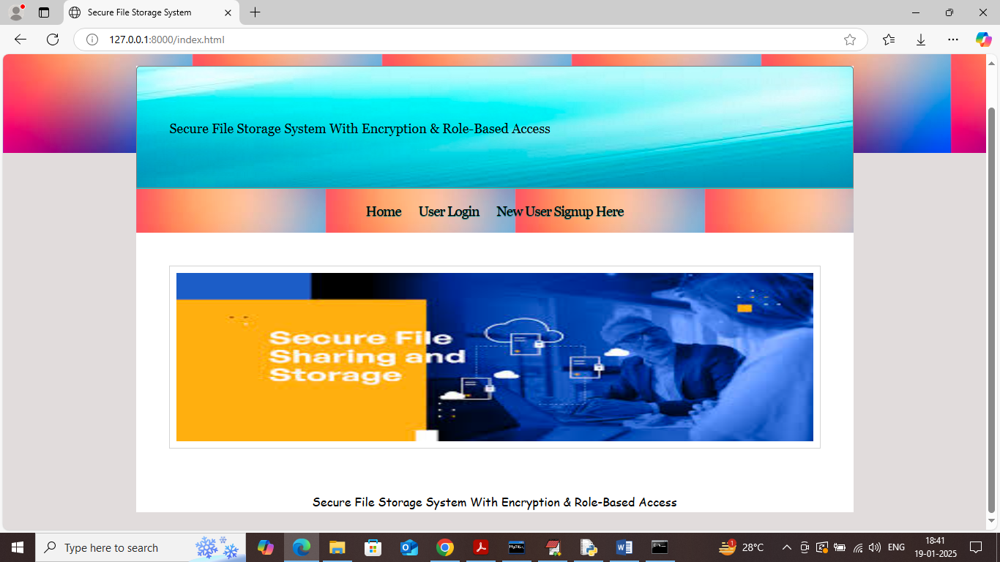 Secure File Storage System
127.0.0.1:8000/index.html
Secure File Storage System With Encryption & Role-Based Access
Home User Login New User Signup Here
Secure File
Sharing and
Storage
Secure File Storage System With Encryption & Role-Based Access
Type here to search
1
28°C
ENG
18:41
19-01-2025